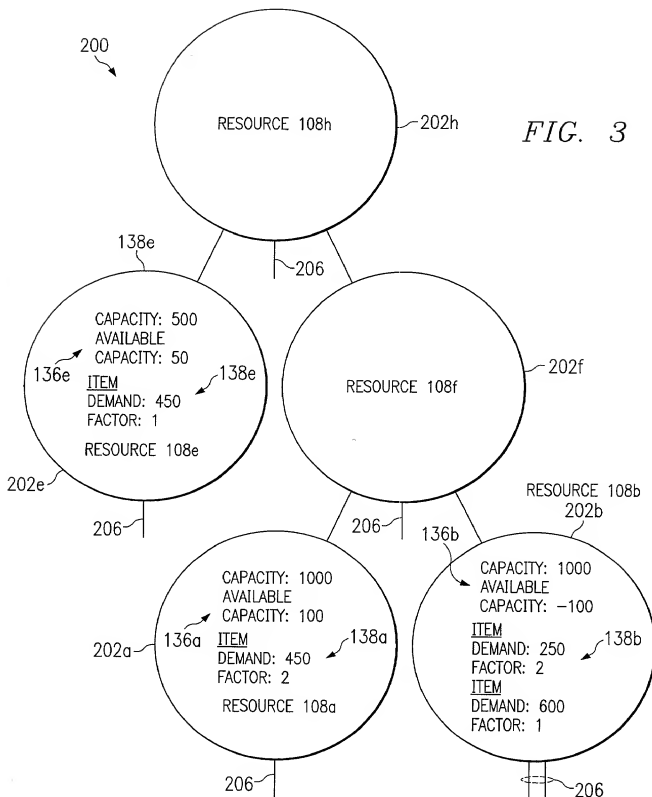 200
RESOURCE 108h
202h
FIG. 3
138e
206
CAPACITY: 500
AVAILABLE
CAPACITY: 50
136e
ITEM
138e
DEMAND: 450
FACTOR: 1
RESOURCE 108e
202e
206
RESOURCE 108f
202f
206
RESOURCE 108b
202b
136b
CAPACITY: 1000
AVAILABLE
CAPACITY: 100
136a
ITEM
138a
DEMAND: 450
FACTOR: 2
RESOURCE 108a
202a
206
CAPACITY: 1000
AVAILABLE
CAPACITY: -100
ITEM
DEMAND: 250
138b
FACTOR: 2
ITEM
DEMAND: 600
FACTOR: 1
206